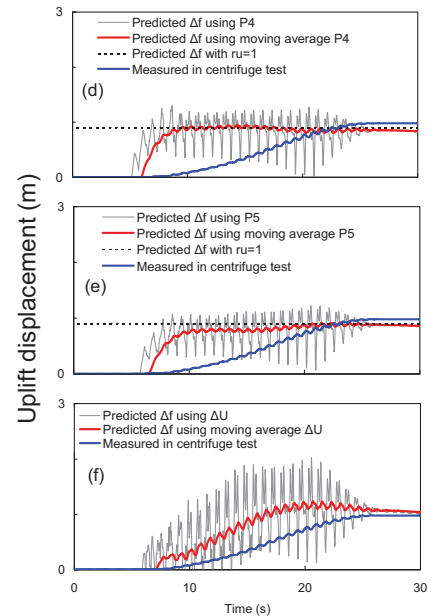 3
Predicted Δf using P4
Predicted Δf using moving average P4
Predicted Δf with ru=1
Measured in centrifuge test
(d)
0
3
Predicted Δf using P5
Predicted Δf using moving average P5
Predicted Δf with ru=1
Measured in centrifuge test
(e)
0
Uplift displacement (m)
3
Predicted Δf using ΔU
Predicted Δf using moving average ΔU
Measured in centrifuge test
(f)
0
0 10 20 30
Time (s)